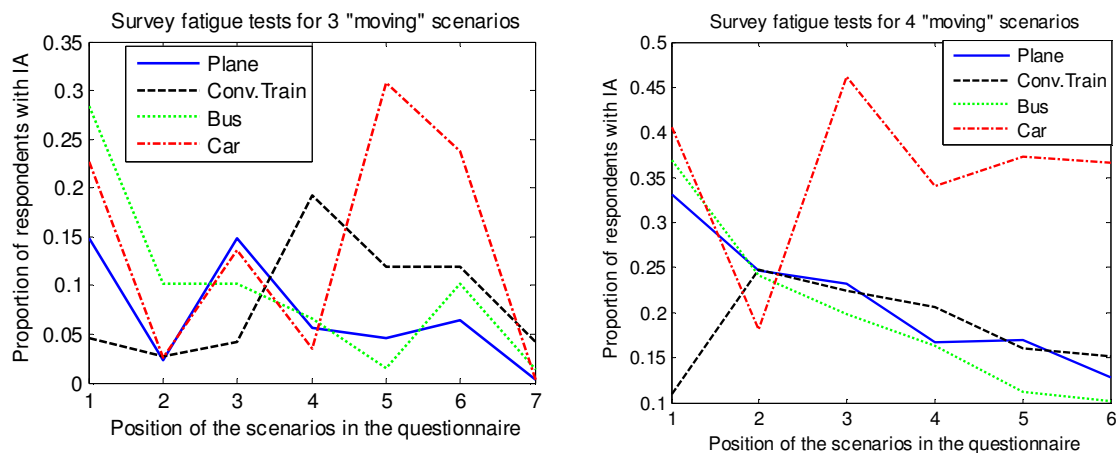 Survey fatigue tests for 3 "moving" scenarios
Proportion of respondents with IA
0.35
0.3
0.25
0.2
0.15
0.1
0.05
0
Plane
Conv.Train
Bus
Car
1 2 3 4 5 6 7
Position of the scenarios in the questionnaire
Survey fatigue tests for 4 "moving" scenarios
Proportion of respondents with IA
0.5
0.45
0.4
0.35
0.3
0.25
0.2
0.15
0.1
Plane
Conv.Train
Bus
Car
1 2 3 4 5 6
Position of the scenarios in the questionnaire